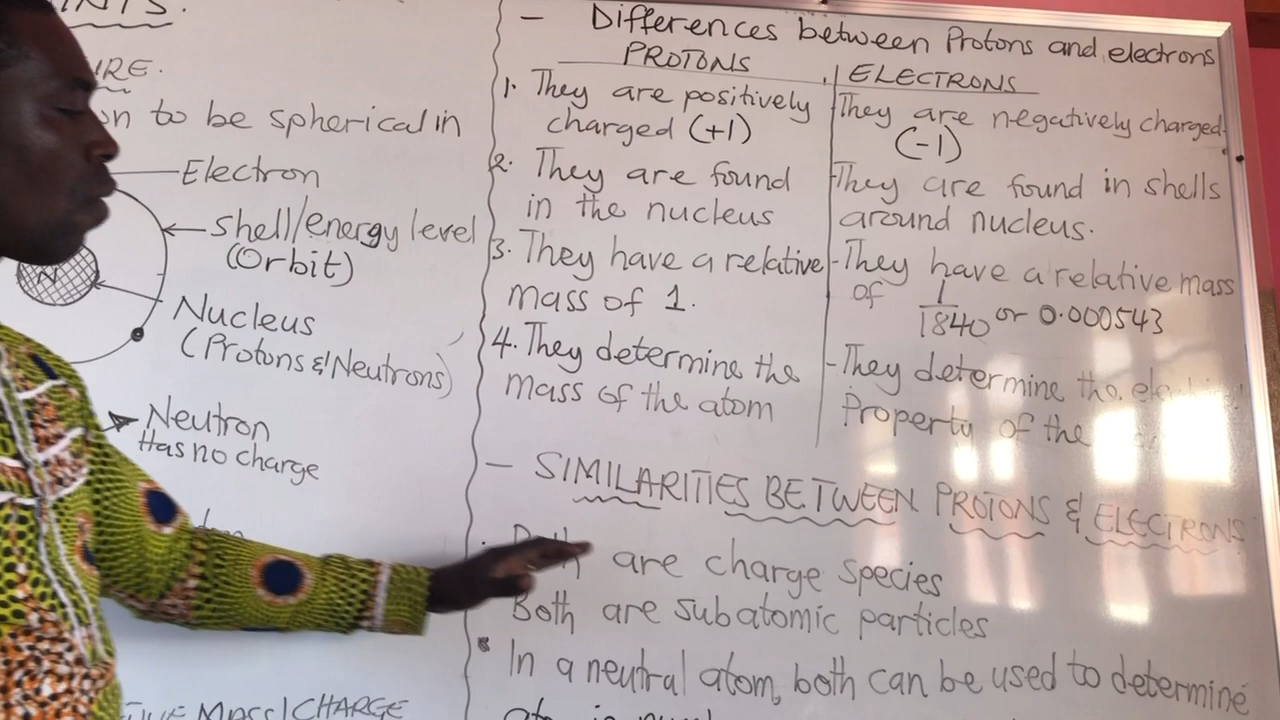 on to be spherical in
Electron
Shell/energy level
(Orbit)
N
Nucleus
(Protons & Neutrons)
Neutron
Has no charge
MASS/CHARGE
- Differences between Protons and electrons
PROTONS
1. They are positively
charged (+1)
2. They are found
in the nucleus
3. They have a relative
mass of 1.
4. They determine the
mass of the atom
ELECTRONS
They are negatively charged
(-1)
They are found in shells
around nucleus.
- They have a relative mass
of 1/1840 or 0.000543
- They determine the
Property of the
- SIMILARITIES BETWEEN PROTONS & ELECTRONS
are charge species
Both are subatomic particles
In a neutral atom, both can be used to determine